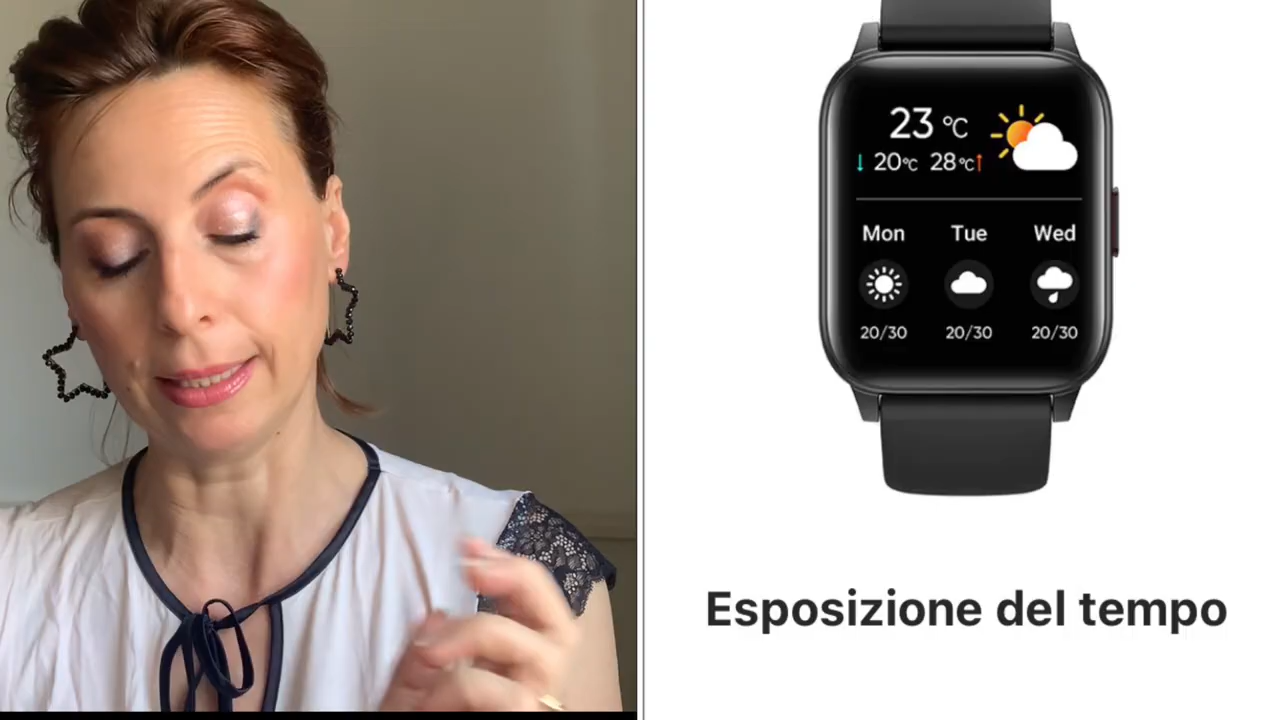 23 °C
↓ 20°C 28°C↑
Mon Tue Wed
20/30 20/30 20/30
Esposizione del tempo